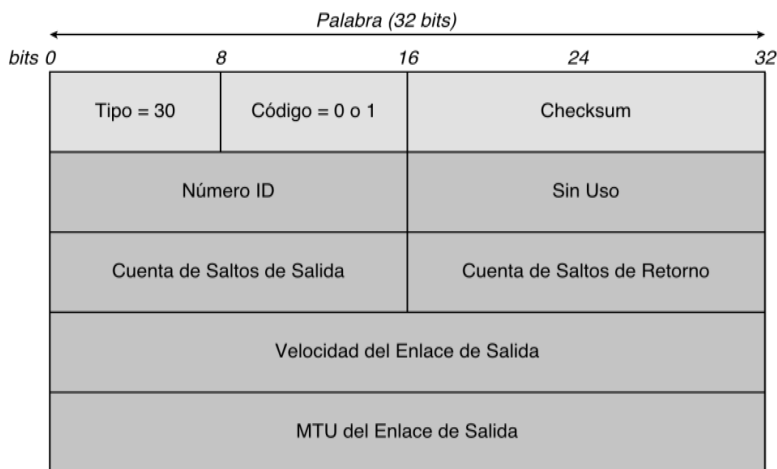 Palabra (32 bits)
bits 0 8 16 24 32
Tipo = 30 Código = 0 o 1 Checksum
Número ID Sin Uso
Cuenta de Saltos de Salida Cuenta de Saltos de Retorno
Velocidad del Enlace de Salida
MTU del Enlace de Salida